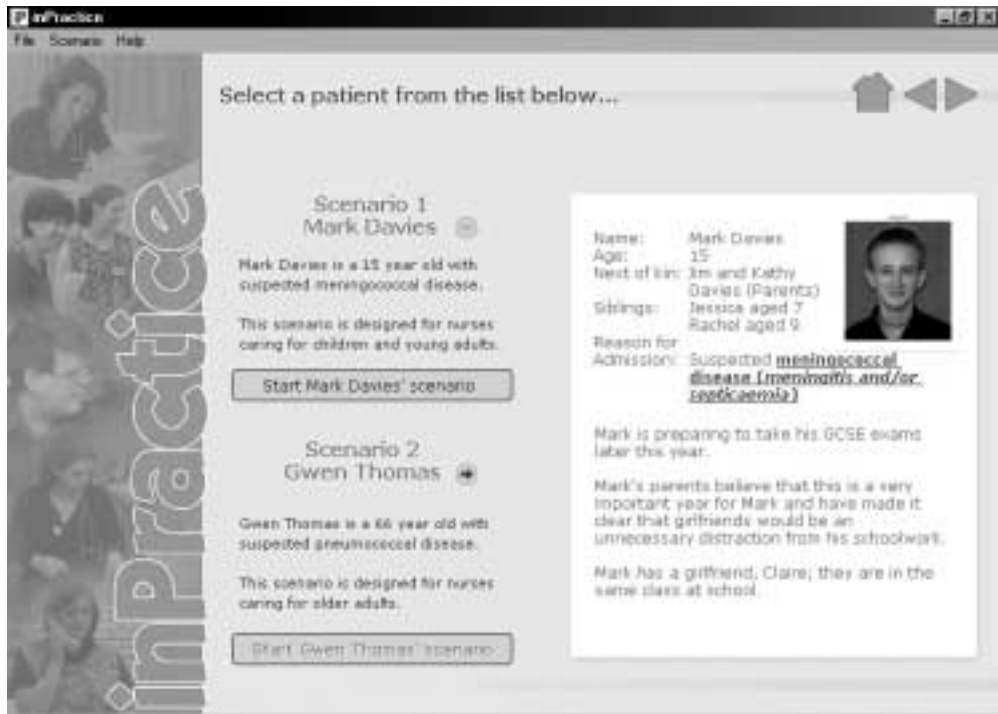 inPractice
File Scenario Help
Select a patient from the list below...
inPractice
Scenario 1
Mark Davies
Mark Davies is a 15 year old with
suspected meningococcal disease.
This scenario is designed for nurses
caring for children and young adults.
Start Mark Davies' scenario
Scenario 2
Gwen Thomas
Gwen Thomas is a 66 year old with
suspected pneumococcal disease.
This scenario is designed for nurses
caring for older adults.
Start Gwen Thomas' scenario
Name: Mark Davies
Age: 15
Next of kin: Jim and Kathy
Davies (Parents)
Siblings: Jessica aged 7
Rachel aged 9
Reason for
Admission: Suspected meningococcal
disease (meningitis and/or
septicaemia)
Mark is preparing to take his GCSE exams
later this year.
Mark's parents believe that this is a very
important year for Mark and have made it
clear that girlfriends would be an
unnecessary distraction from his schoolwork.
Mark has a girlfriend, Claire; they are in the
same class at school.